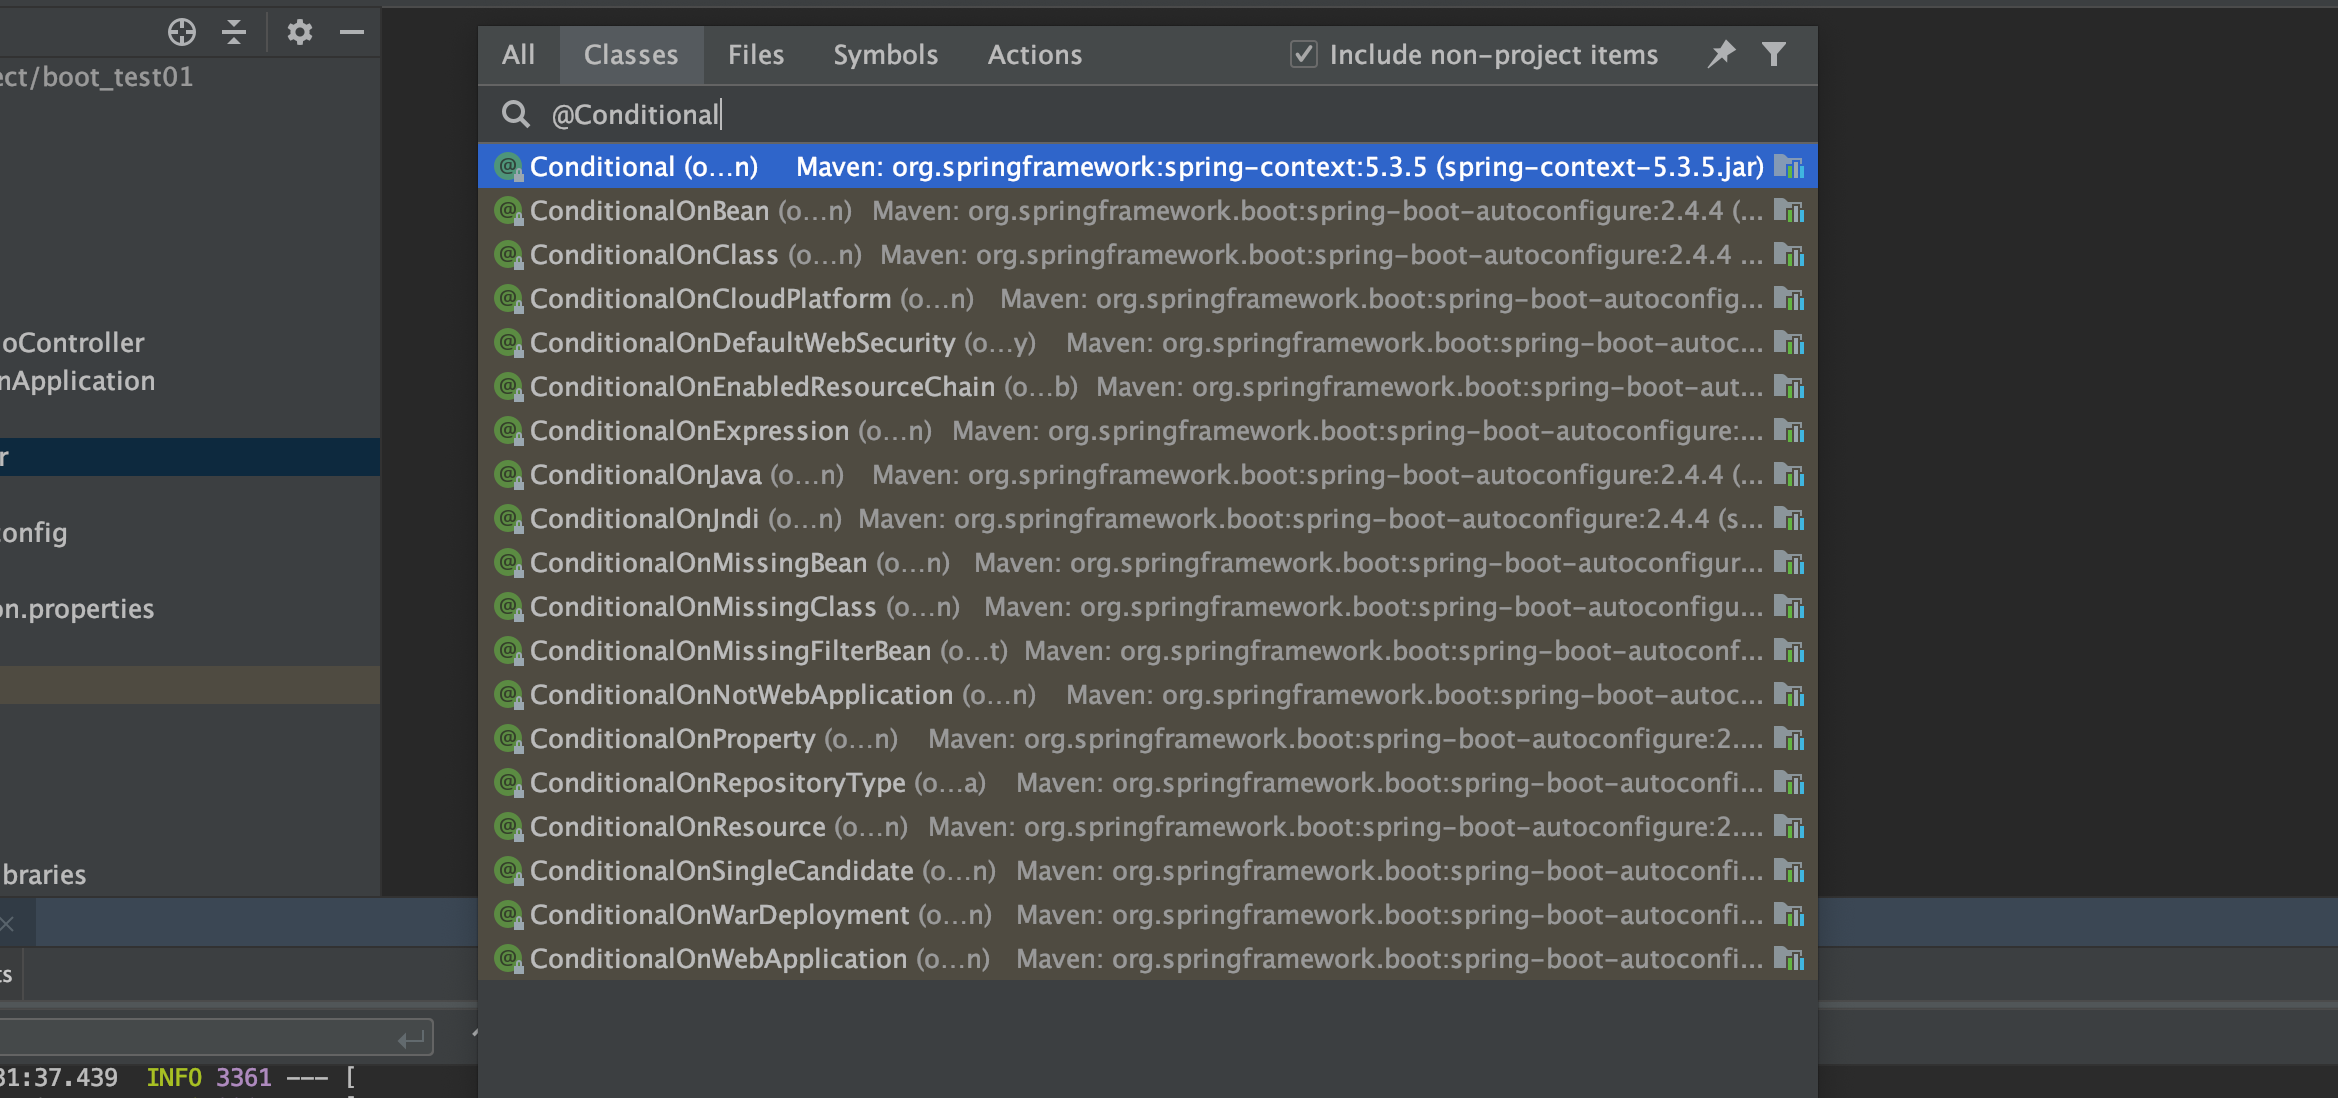 ect/boot_test01
oController
nApplication
r
config
on.properties
braries
ts
31:37.439 INFO 3361 --- [
All Classes Files Symbols Actions Include non-project items
@Conditional
Conditional (o...n) Maven: org.springframework:spring-context:5.3.5 (spring-context-5.3.5.jar)
ConditionalOnBean (o...n) Maven: org.springframework.boot:spring-boot-autoconfigure:2.4.4 (...
ConditionalOnClass (o...n) Maven: org.springframework.boot:spring-boot-autoconfigure:2.4.4 ...
ConditionalOnCloudPlatform (o...n) Maven: org.springframework.boot:spring-boot-autoconfig...
ConditionalOnDefaultWebSecurity (o...y) Maven: org.springframework.boot:spring-boot-autoc...
ConditionalOnEnabledResourceChain (o...b) Maven: org.springframework.boot:spring-boot-aut...
ConditionalOnExpression (o...n) Maven: org.springframework.boot:spring-boot-autoconfigure:...
ConditionalOnJava (o...n) Maven: org.springframework.boot:spring-boot-autoconfigure:2.4.4 (...
ConditionalOnJndi (o...n) Maven: org.springframework.boot:spring-boot-autoconfigure:2.4.4 (s...
ConditionalOnMissingBean (o...n) Maven: org.springframework.boot:spring-boot-autoconfigur...
ConditionalOnMissingClass (o...n) Maven: org.springframework.boot:spring-boot-autoconfigu...
ConditionalOnMissingFilterBean (o...t) Maven: org.springframework.boot:spring-boot-autoconf...
ConditionalOnNotWebApplication (o...n) Maven: org.springframework.boot:spring-boot-autoc...
ConditionalOnProperty (o...n) Maven: org.springframework.boot:spring-boot-autoconfigure:2....
ConditionalOnRepositoryType (o...a) Maven: org.springframework.boot:spring-boot-autoconfi...
ConditionalOnResource (o...n) Maven: org.springframework.boot:spring-boot-autoconfigure:2....
ConditionalOnSingleCandidate (o...n) Maven: org.springframework.boot:spring-boot-autoconfi...
ConditionalOnWarDeployment (o...n) Maven: org.springframework.boot:spring-boot-autoconfi...
ConditionalOnWebApplication (o...n) Maven: org.springframework.boot:spring-boot-autoconfi...